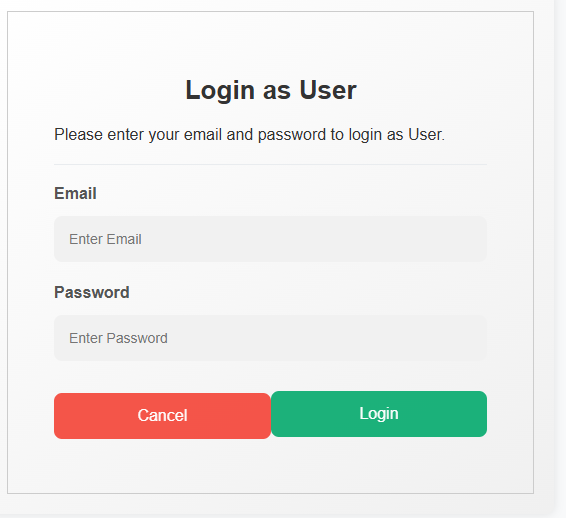 Login as User
Please enter your email and password to login as User.
Email
Enter Email
Password
Enter Password
Cancel Login